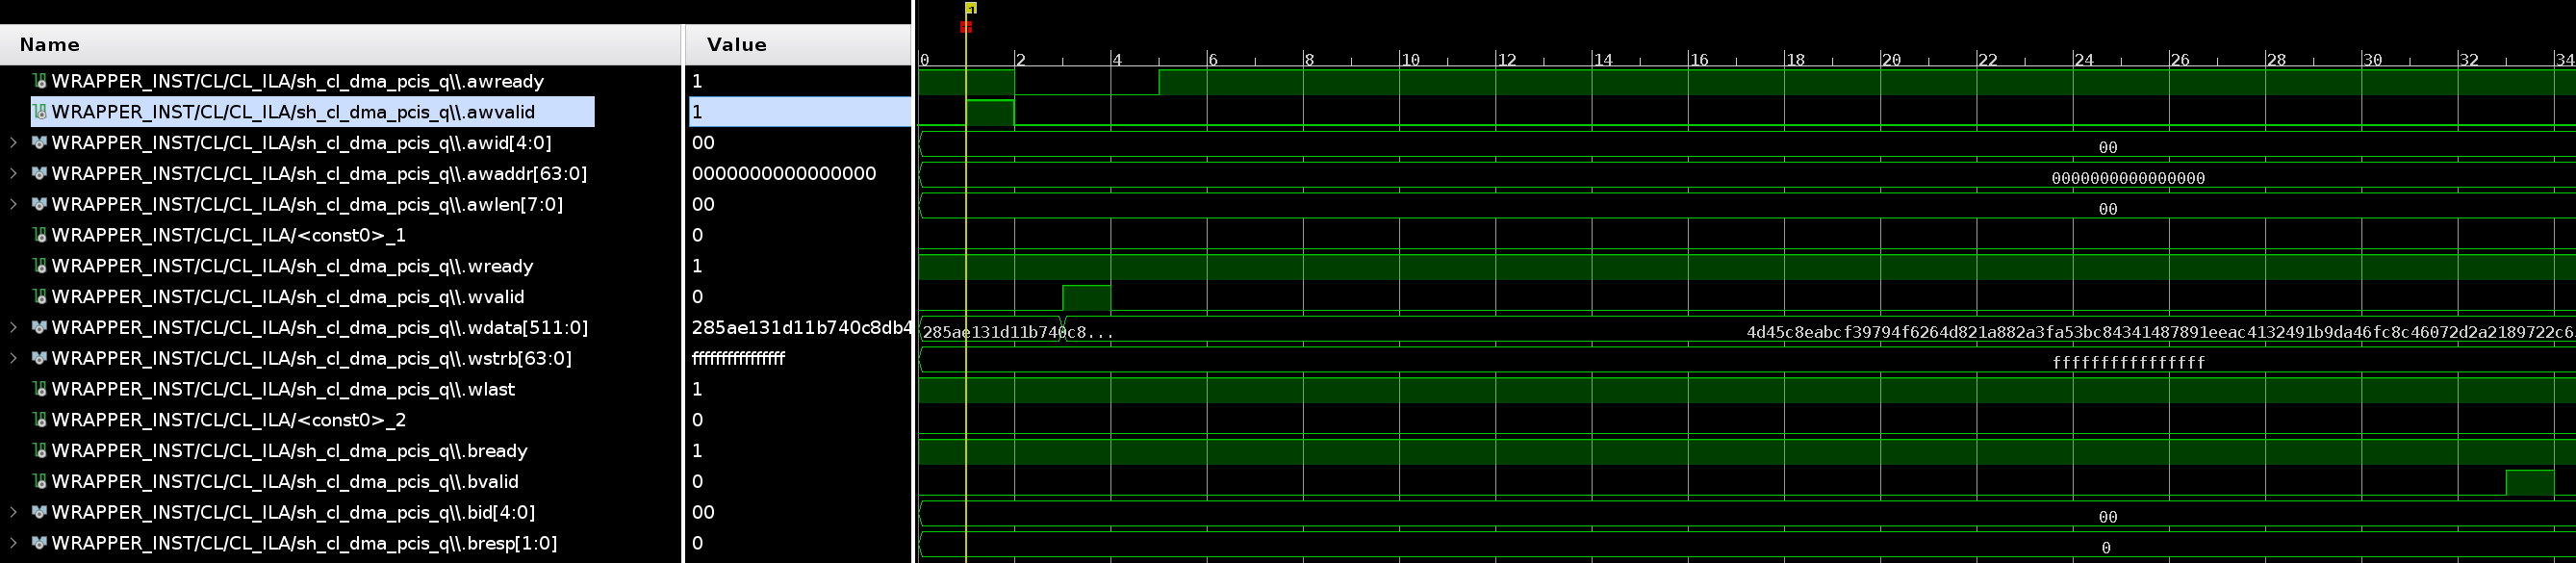 1
Name Value
0 2 4 6 8 10 12 14 16 18 20 22 24 26 28 30 32 34
WRAPPER_INST/CL/CL_ILA/sh_cl_dma_pcis_q\\.awready 1
WRAPPER_INST/CL/CL_ILA/sh_cl_dma_pcis_q\\.awvalid 1
WRAPPER_INST/CL/CL_ILA/sh_cl_dma_pcis_q\\.awid[4:0] 00 00
WRAPPER_INST/CL/CL_ILA/sh_cl_dma_pcis_q\\.awaddr[63:0] 0000000000000000 0000000000000000
WRAPPER_INST/CL/CL_ILA/sh_cl_dma_pcis_q\\.awlen[7:0] 00 00
WRAPPER_INST/CL/CL_ILA/<const0>_1 0
WRAPPER_INST/CL/CL_ILA/sh_cl_dma_pcis_q\\.wready 1
WRAPPER_INST/CL/CL_ILA/sh_cl_dma_pcis_q\\.wvalid 0
WRAPPER_INST/CL/CL_ILA/sh_cl_dma_pcis_q\\.wdata[511:0] 285ae131d11b740c8db4 285ae131d11b740c8... 4d45c8eabcf39794f6264d821a882a3fa53bc84341487891eeac4132491b9da46fc8c46072d2a2189722c6
WRAPPER_INST/CL/CL_ILA/sh_cl_dma_pcis_q\\.wstrb[63:0] ffffffffffffffff ffffffffffffffff
WRAPPER_INST/CL/CL_ILA/sh_cl_dma_pcis_q\\.wlast 1
WRAPPER_INST/CL/CL_ILA/<const0>_2 0
WRAPPER_INST/CL/CL_ILA/sh_cl_dma_pcis_q\\.bready 1
WRAPPER_INST/CL/CL_ILA/sh_cl_dma_pcis_q\\.bvalid 0
WRAPPER_INST/CL/CL_ILA/sh_cl_dma_pcis_q\\.bid[4:0] 00 00
WRAPPER_INST/CL/CL_ILA/sh_cl_dma_pcis_q\\.bresp[1:0] 0 0